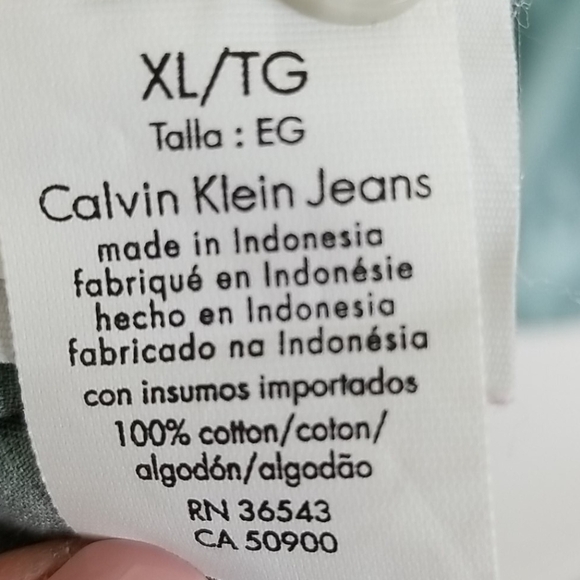 XL/TG
Talla : EG
Calvin Klein Jeans
made in Indonesia
fabriqué en Indonésie
hecho en Indonesia
fabricado na Indonésia
con insumos importados
100% cotton/coton/
algodón/algodão
RN 36543
CA 50900